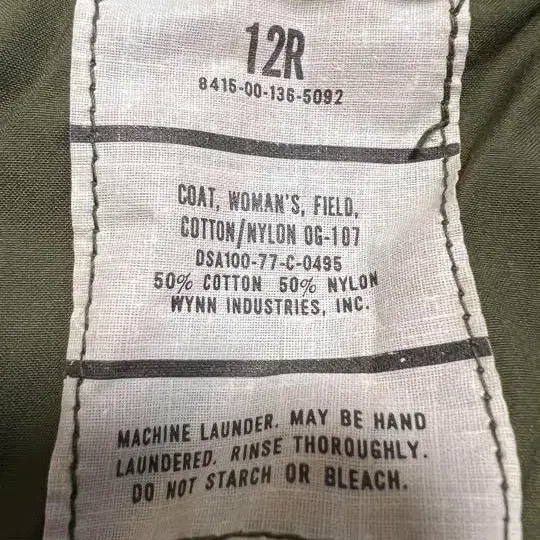 12R
8415-00-136-5092
COAT, WOMAN'S, FIELD,
COTTON/NYLON OG-107
DSA100-77-C-0495
50% COTTON 50% NYLON
WYNN INDUSTRIES, INC.
MACHINE LAUNDER. MAY BE HAND
LAUNDERED. RINSE THOROUGHLY.
DO NOT STARCH OR BLEACH.